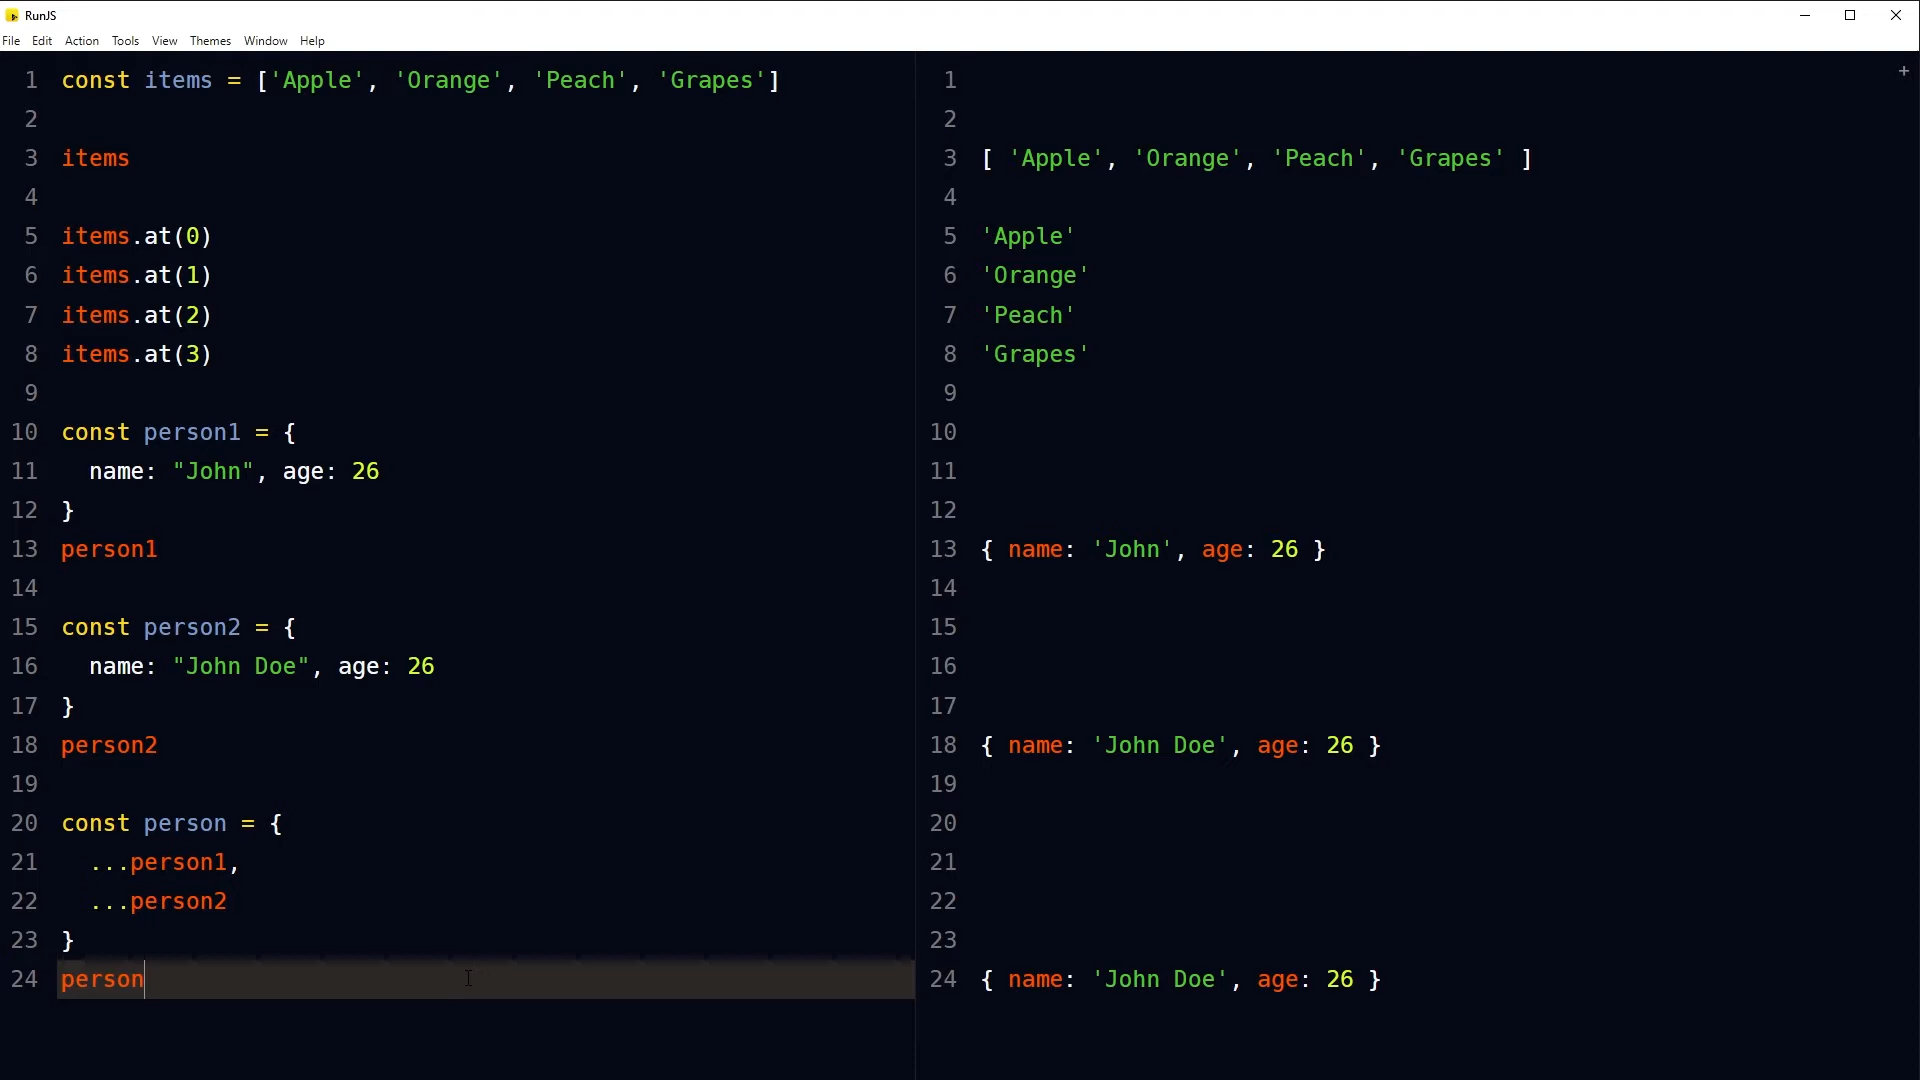 RunJS
File Edit Action Tools View Themes Window Help
1 const items = ['Apple', 'Orange', 'Peach', 'Grapes']
2
3 items
4
5 items.at(0)
6 items.at(1)
7 items.at(2)
8 items.at(3)
9
10 const person1 = {
11   name: "John", age: 26
12 }
13 person1
14
15 const person2 = {
16   name: "John Doe", age: 26
17 }
18 person2
19
20 const person = {
21   ...person1,
22   ...person2
23 }
24 person
+
1
2
3 [ 'Apple', 'Orange', 'Peach', 'Grapes' ]
4
5 'Apple'
6 'Orange'
7 'Peach'
8 'Grapes'
9
10
11
12
13 { name: 'John', age: 26 }
14
15
16
17
18 { name: 'John Doe', age: 26 }
19
20
21
22
23
24 { name: 'John Doe', age: 26 }